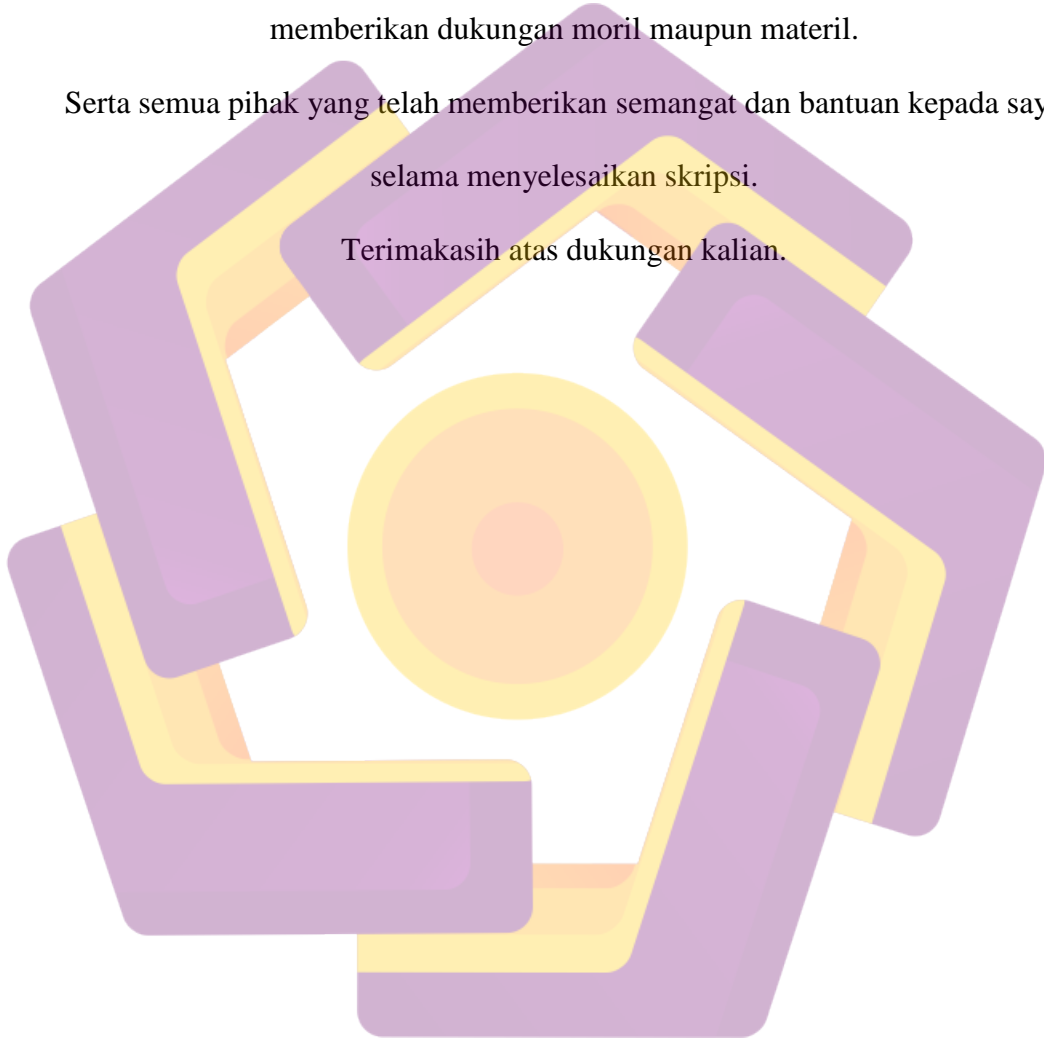 memberikan dukungan moril maupun materil.
Serta semua pihak yang telah memberikan semangat dan bantuan kepada say
selama menyelesaikan skripsi.
Terimakasih atas dukungan kalian.